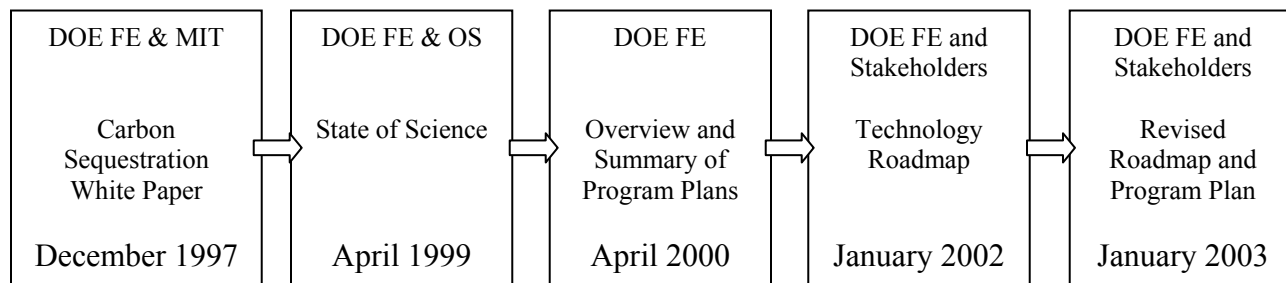 DOE FE & MIT
Carbon
Sequestration
White Paper
December 1997
DOE FE & OS
State of Science
April 1999
DOE FE
Overview and
Summary of
Program Plans
April 2000
DOE FE and
Stakeholders
Technology
Roadmap
January 2002
DOE FE and
Stakeholders
Revised
Roadmap and
Program Plan
January 2003